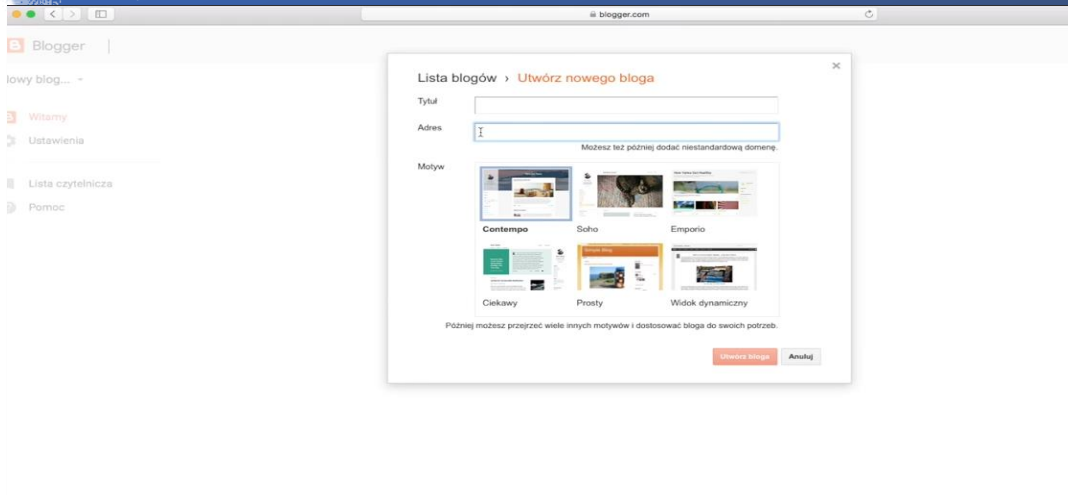 blogger.com
Blogger
Nowy blog...
Witamy
Ustawienia
Lista czytelnicza
Pomoc
Lista blogów › Utwórz nowego bloga
Tytuł
Adres
Możesz też później dodać niestandardową domenę.
Motyw
Contempo
Soho
Emporio
Ciekawy
Prosty
Widok dynamiczny
Później możesz przejrzeć wiele innych motywów i dostosować bloga do swoich potrzeb.
Utwórz bloga
Anuluj